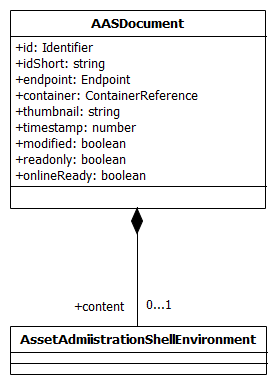 AASDocument
+id: Identifier
+idShort: string
+endpoint: Endpoint
+container: ContainerReference
+thumbnail: string
+timestamp: number
+modified: boolean
+readonly: boolean
+onlineReady: boolean
+content 0...1
AssetAdmiistrationShellEnvironment